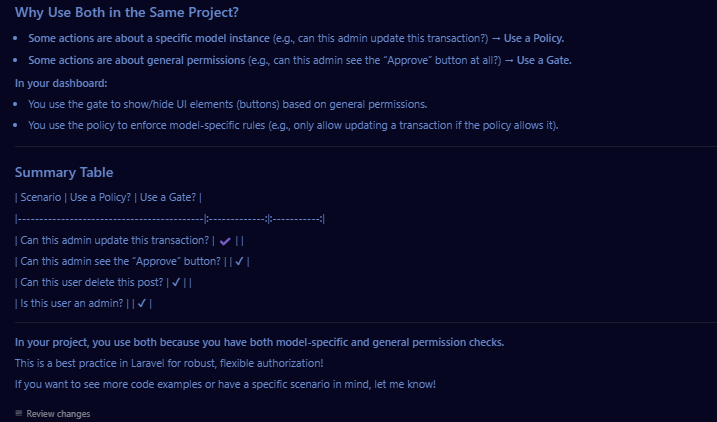 Why Use Both in the Same Project?
• Some actions are about a specific model instance (e.g., can this admin update this transaction?) → Use a Policy.
• Some actions are about general permissions (e.g., can this admin see the “Approve” button at all?) → Use a Gate.
In your dashboard:
• You use the gate to show/hide UI elements (buttons) based on general permissions.
• You use the policy to enforce model-specific rules (e.g., only allow updating a transaction if the policy allows it).
Summary Table
| Scenario | Use a Policy? | Use a Gate? |
|-------------------------------------------|:-------------:|:-----------:|
| Can this admin update this transaction? | ✔ | |
| Can this admin see the “Approve” button? | | ✓ |
| Can this user delete this post? | ✓ | |
| Is this user an admin? | | ✓ |
In your project, you use both because you have both model-specific and general permission checks.
This is a best practice in Laravel for robust, flexible authorization!
If you want to see more code examples or have a specific scenario in mind, let me know!
Review changes